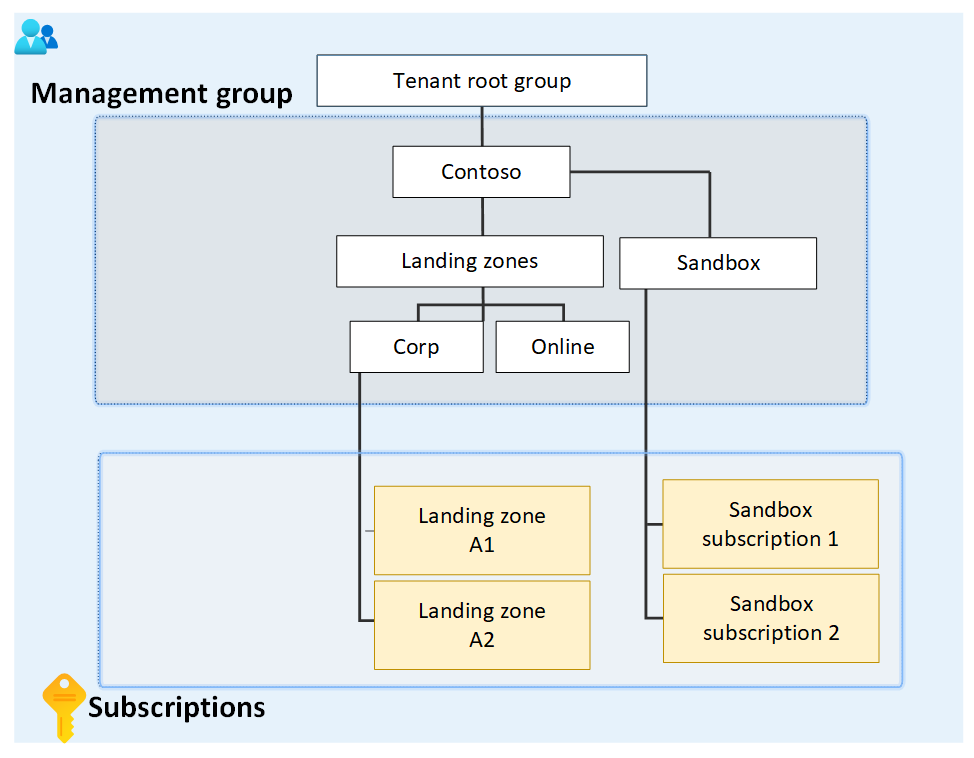 Tenant root group
Management group
Contoso
Landing zones
Sandbox
Corp
Online
Landing zone
A1
Sandbox
subscription 1
Landing zone
A2
Sandbox
subscription 2
Subscriptions